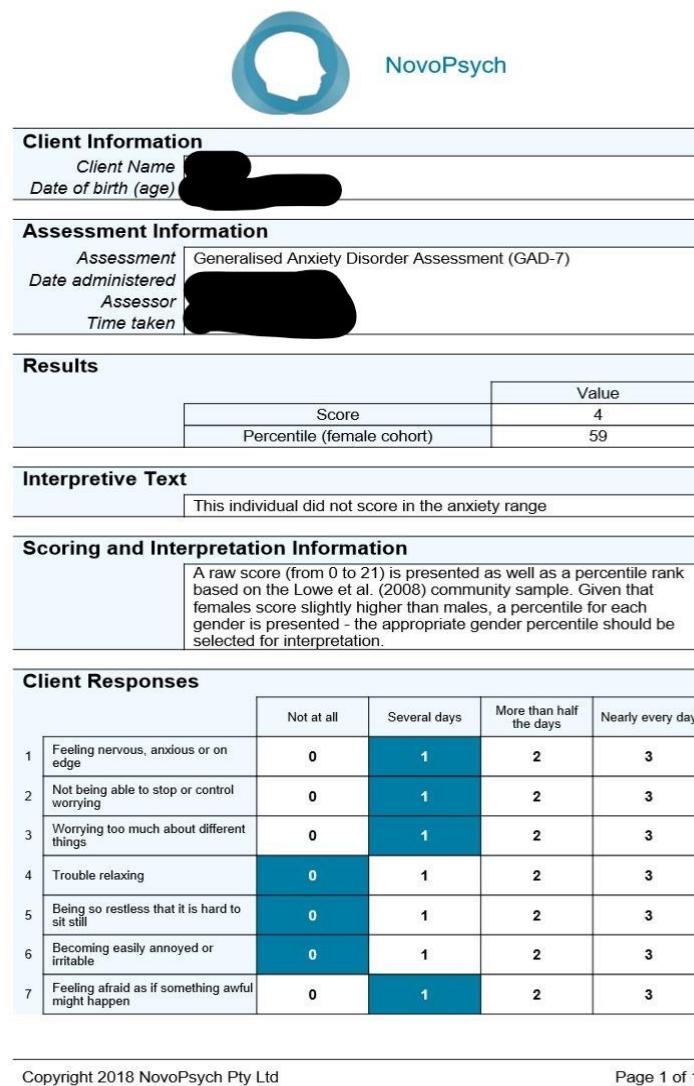 NovoPsych
Client Information
Client Name
Date of birth (age)
Assessment Information
Assessment Generalised Anxiety Disorder Assessment (GAD-7)
Date administered
Assessor
Time taken
Results
Value
Score 4
Percentile (female cohort) 59
Interpretive Text
This individual did not score in the anxiety range
Scoring and Interpretation Information
A raw score (from 0 to 21) is presented as well as a percentile rank
based on the Lowe et al. (2008) community sample. Given that
females score slightly higher than males, a percentile for each
gender is presented - the appropriate gender percentile should be
selected for interpretation.
Client Responses
Not at all Several days More than half the days Nearly every day
1 Feeling nervous, anxious or on edge 0 1 2 3
2 Not being able to stop or control worrying 0 1 2 3
3 Worrying too much about different things 0 1 2 3
4 Trouble relaxing 0 1 2 3
5 Being so restless that it is hard to sit still 0 1 2 3
6 Becoming easily annoyed or irritable 0 1 2 3
7 Feeling afraid as if something awful might happen 0 1 2 3
Copyright 2018 NovoPsych Pty Ltd Page 1 of 1